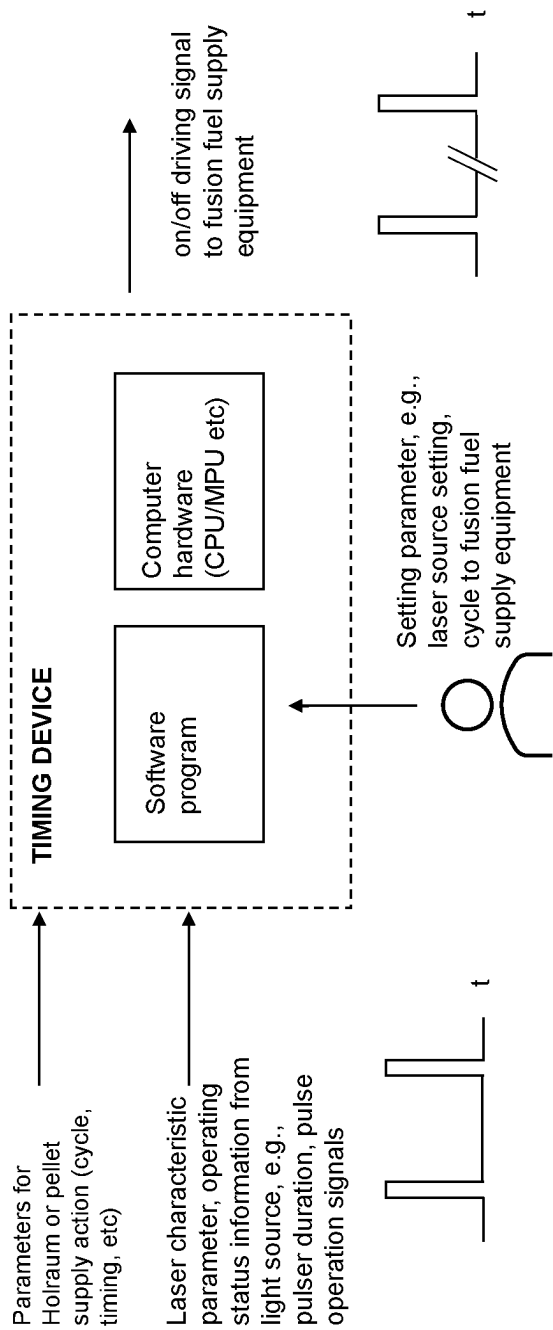 Parameters for
Holraum or pellet
supply action (cycle,
timing, etc)
Laser characteristic
parameter, operating
status information from
light source, e.g.,
pulser duration, pulse
operation signals
t
TIMING DEVICE
Software
program
Computer
hardware
(CPU/MPU etc)
Setting parameter, e.g.,
laser source setting,
cycle to fusion fuel
supply equipment
on/off driving signal
to fusion fuel supply
equipment
t